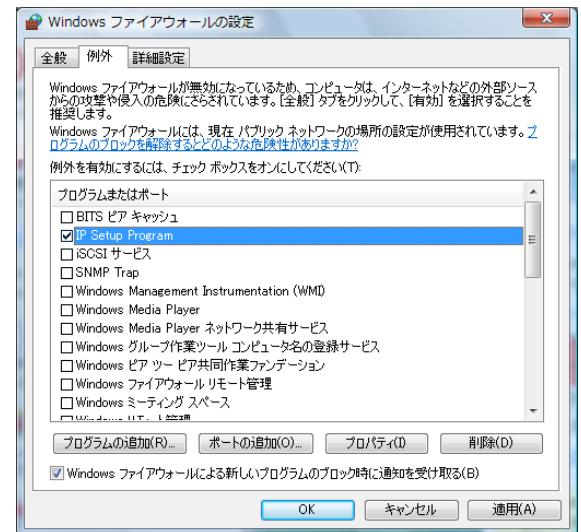 Windows ファイアウォールの設定
全般
例外
詳細設定
Windows ファイアウォールが無効になっているため、コンピュータは、インターネットなどの外部ソース
からの攻撃や侵入の危険にさらされています。[全般] タブをクリックして、[有効] を選択することを
推奨します。
Windows ファイアウォールには、現在 パブリック ネットワークの場所の設定が使用されています。プ
ログラムのブロックを解除するとどのような危険性がありますか?
例外を有効にするには、チェック ボックスをオンにしてください(T):
プログラムまたはポート
BITS ピア キャッシュ
IP Setup Program
iSCSI サービス
SNMP Trap
Windows Management Instrumentation (WMI)
Windows Media Player
Windows Media Player ネットワーク共有サービス
Windows グループ作業ツール コンピュータ名の登録サービス
Windows ピア ツー ピア共同作業ファンデーション
Windows ファイアウォール リモート管理
Windows ミーティング スペース
Windows リモート管理
プログラムの追加(R)...
ポートの追加(O)...
プロパティ(I)
削除(D)
Windows ファイアウォールによる新しいプログラムのブロック時に通知を受け取る(B)
OK
キャンセル
適用(A)